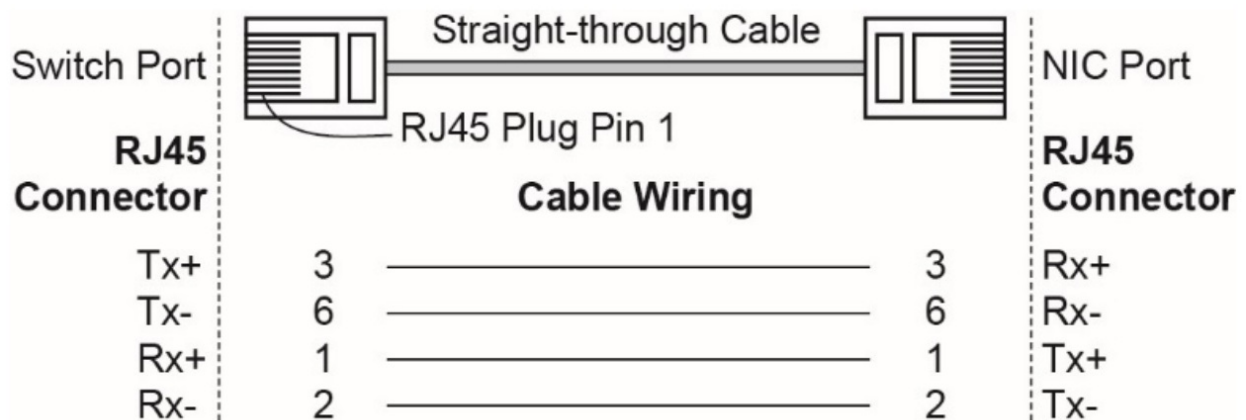 Straight-through Cable
Switch Port NIC Port
RJ45 Plug Pin 1
RJ45 Connector Cable Wiring RJ45 Connector
Tx+ 3 3 Rx+
Tx- 6 6 Rx-
Rx+ 1 1 Tx+
Rx- 2 2 Tx-